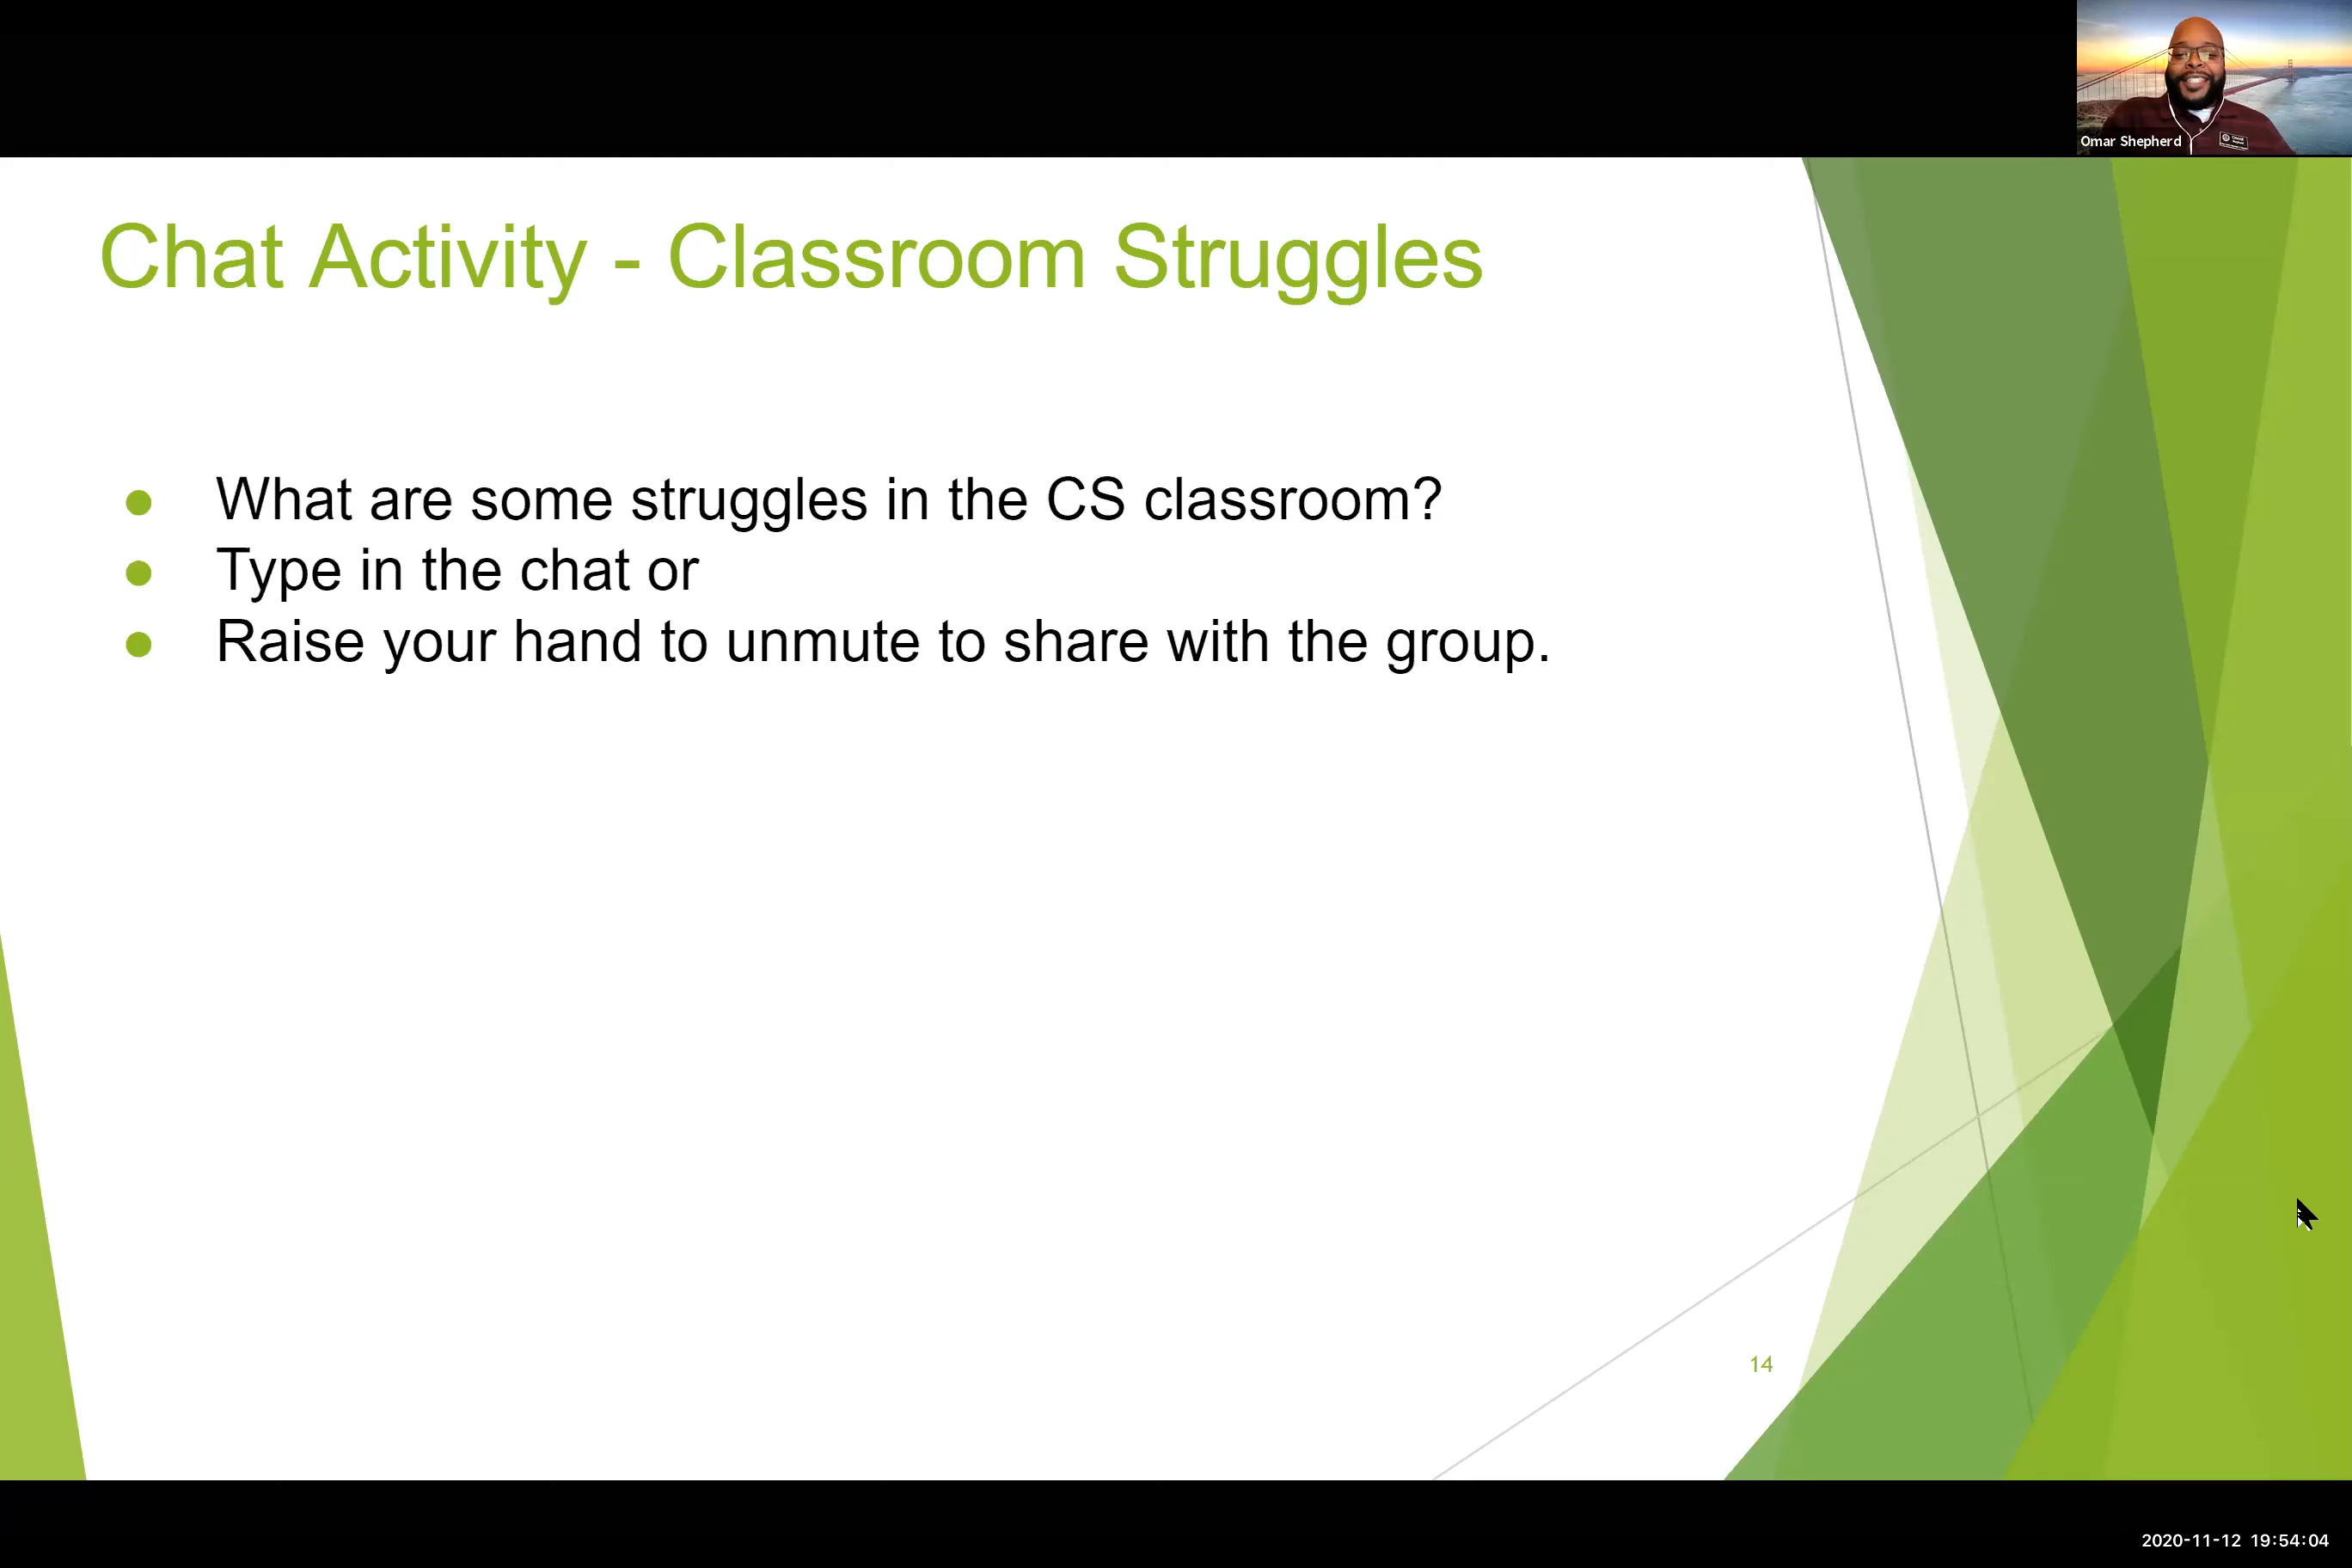 Omar Shepherd
Chat Activity - Classroom Struggles
What are some struggles in the CS classroom?
Type in the chat or
Raise your hand to unmute to share with the group.
14
2020-11-12 19:54:04